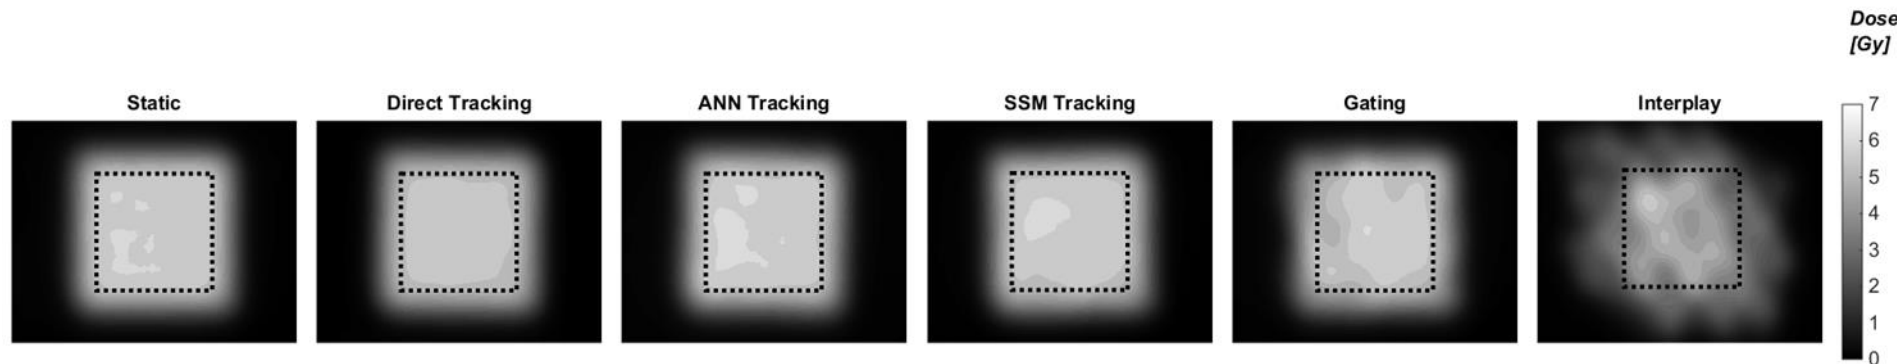 Dose
[Gy]
Static
Direct Tracking
ANN Tracking
SSM Tracking
Gating
Interplay
7
6
5
4
3
2
1
0